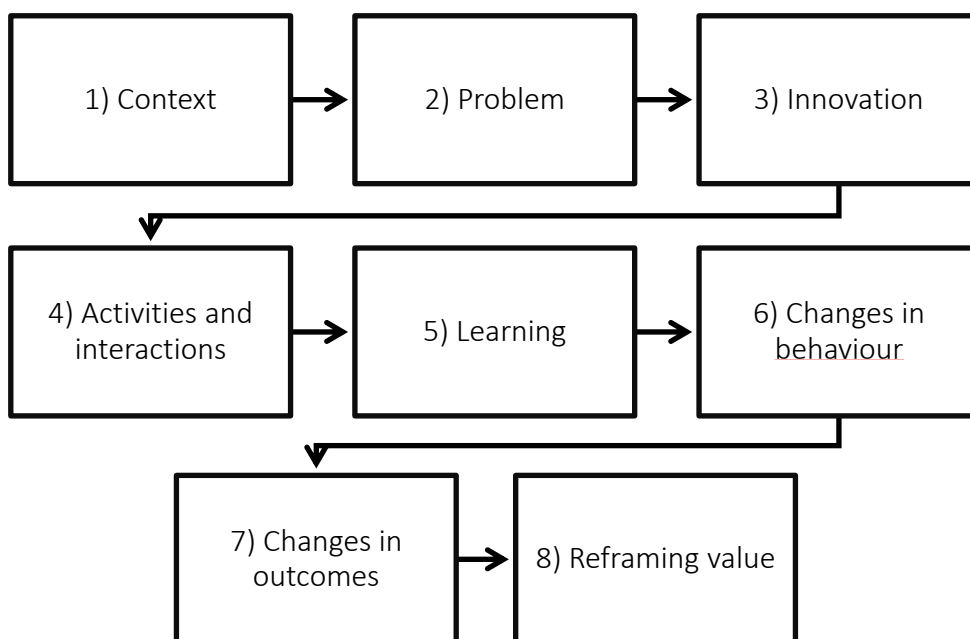 1) Context
2) Problem
3) Innovation
4) Activities and
interactions
5) Learning
6) Changes in
behaviour
7) Changes in
outcomes
8) Reframing value